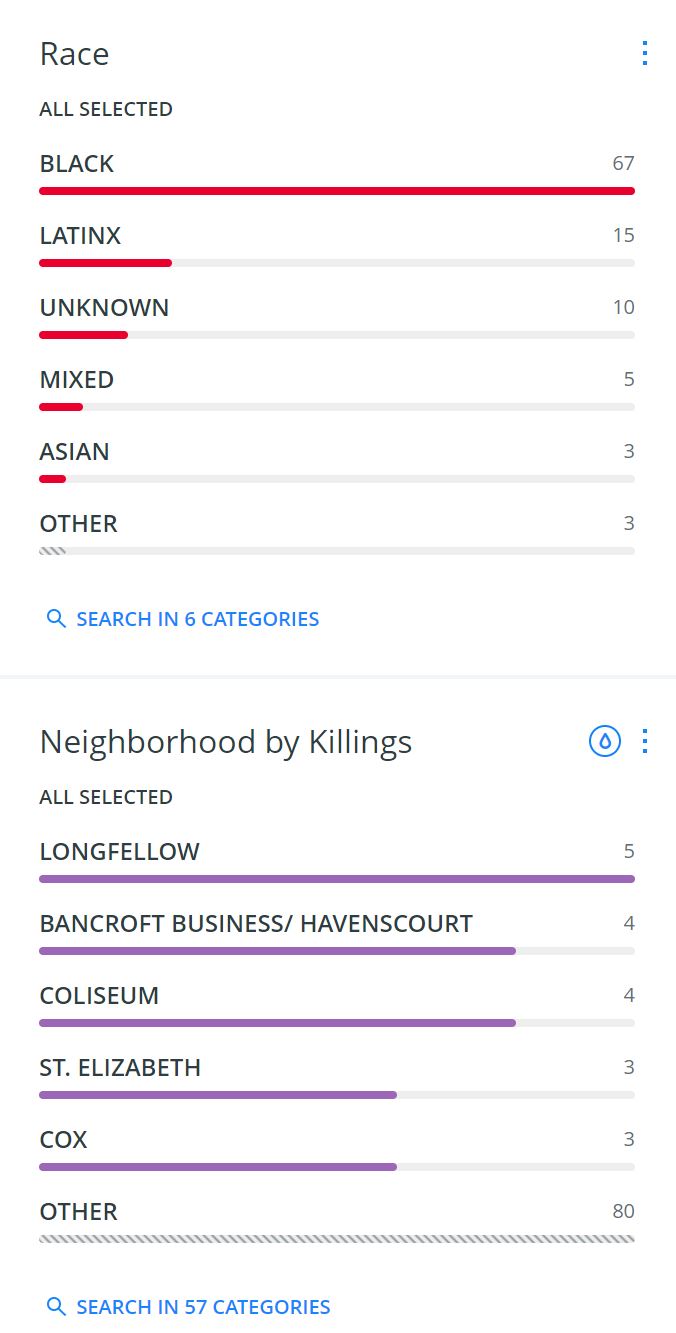 Race
ALL SELECTED
BLACK 67
LATINX 15
UNKNOWN 10
MIXED 5
ASIAN 3
OTHER 3
SEARCH IN 6 CATEGORIES
Neighborhood by Killings
ALL SELECTED
LONGFELLOW 5
BANCROFT BUSINESS/ HAVENSCOURT 4
COLISEUM 4
ST. ELIZABETH 3
COX 3
OTHER 80
SEARCH IN 57 CATEGORIES